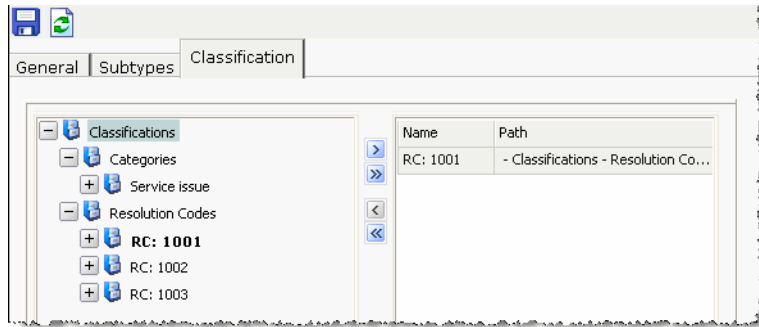 General Subtypes Classification
Classifications
Categories
Service issue
Resolution Codes
RC: 1001
RC: 1002
RC: 1003
Name Path
RC: 1001 - Classifications - Resolution Co...